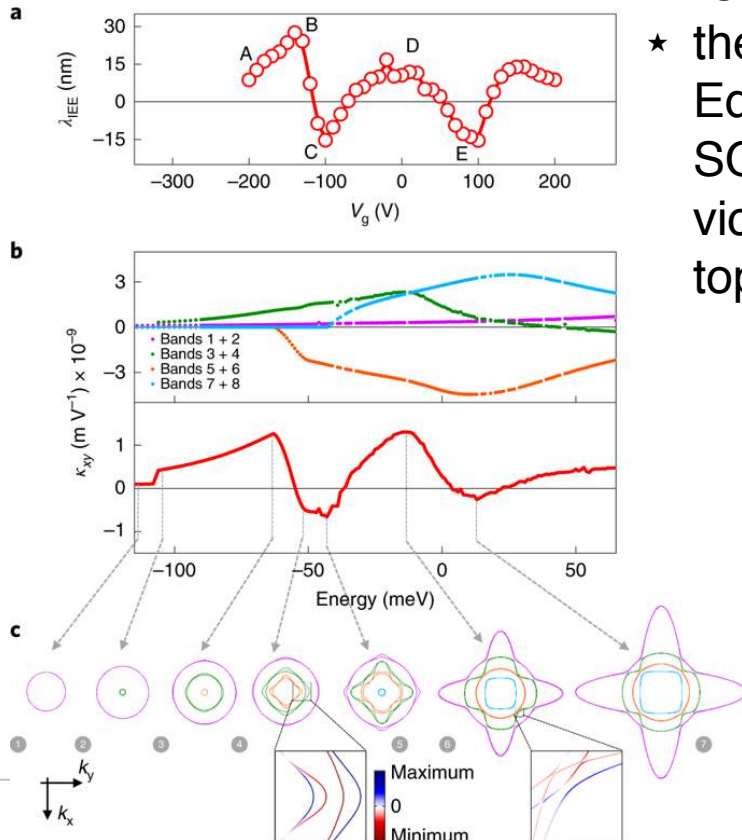 a
30
15
0
−15
λIEE (nm)
A
B
C
D
E
−300
−200
−100
0
100
200
Vg (V)
★ the
Ed
SO
vic
top
b
3
0
−3
Bands 1 + 2
Bands 3 + 4
Bands 5 + 6
Bands 7 + 8
1
0
−1
κxy (m V⁻¹) × 10⁻⁹
−100
−50
0
50
Energy (meV)
c
1
2
3
4
5
6
7
ky
kx
Maximum
0
Minimum